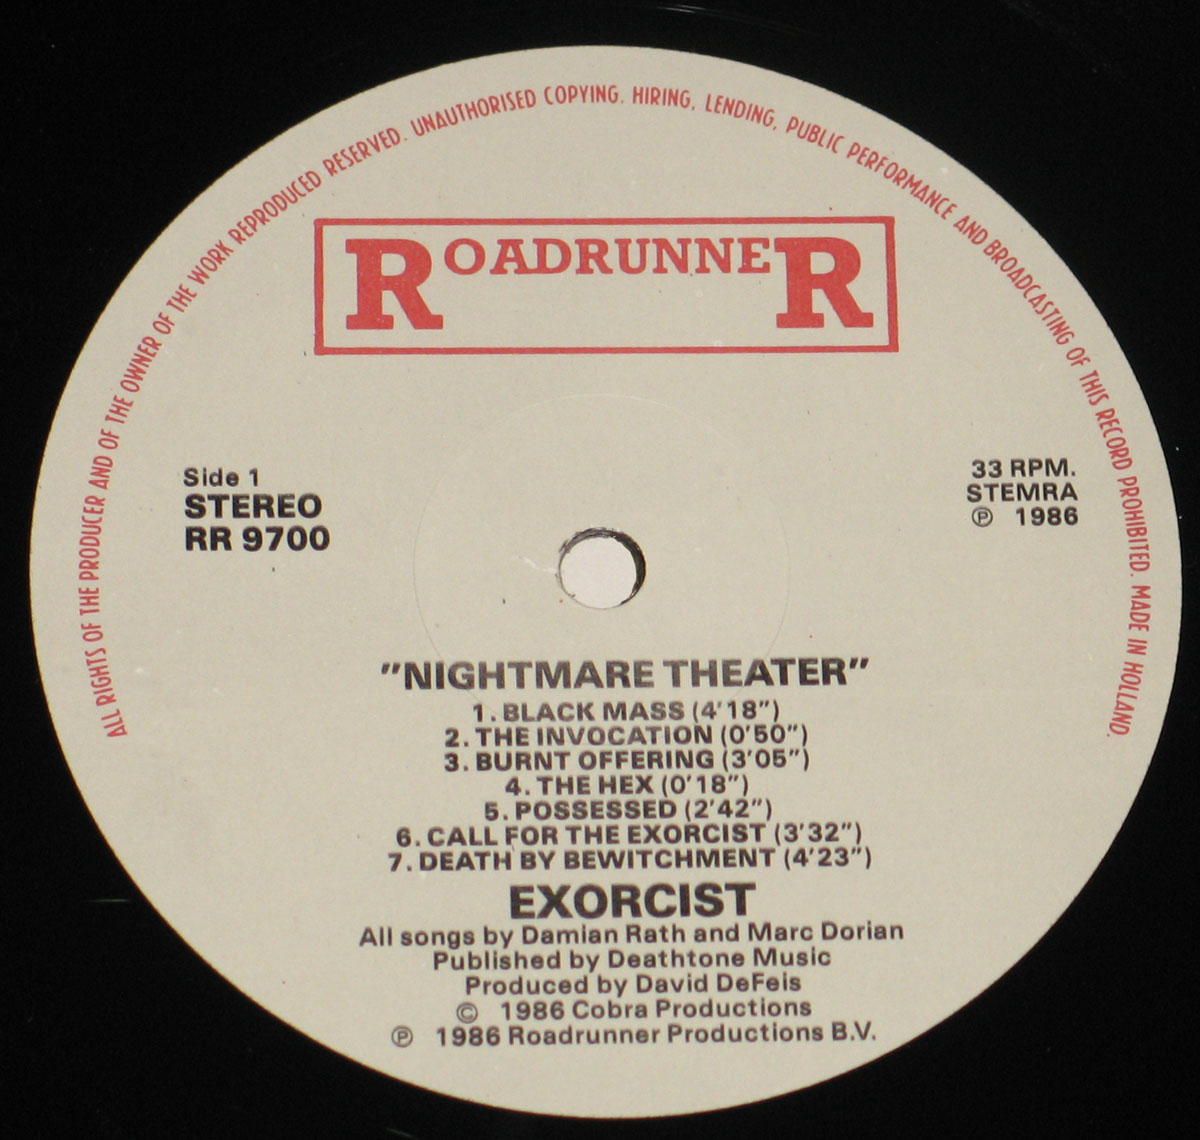 ALL RIGHTS OF THE PRODUCER AND OF THE OWNER OF THE WORK REPRODUCED RESERVED. UNAUTHORISED COPYING. HIRING, LENDING, PUBLIC PERFORMANCE AND BROADCASTING OF THIS RECORD PROHIBITED. MADE IN HOLLAND.
ROADRUNNER
Side 1
STEREO
RR 9700
33 RPM.
STEMRA
℗ 1986
"NIGHTMARE THEATER"
1. BLACK MASS (4'18")
2. THE INVOCATION (0'50")
3. BURNT OFFERING (3'05")
4. THE HEX (0'18")
5. POSSESSED (2'42")
6. CALL FOR THE EXORCIST (3'32")
7. DEATH BY BEWITCHMENT (4'23")
EXORCIST
All songs by Damian Rath and Marc Dorian
Published by Deathtone Music
Produced by David DeFeis
© 1986 Cobra Productions
℗ 1986 Roadrunner Productions B.V.